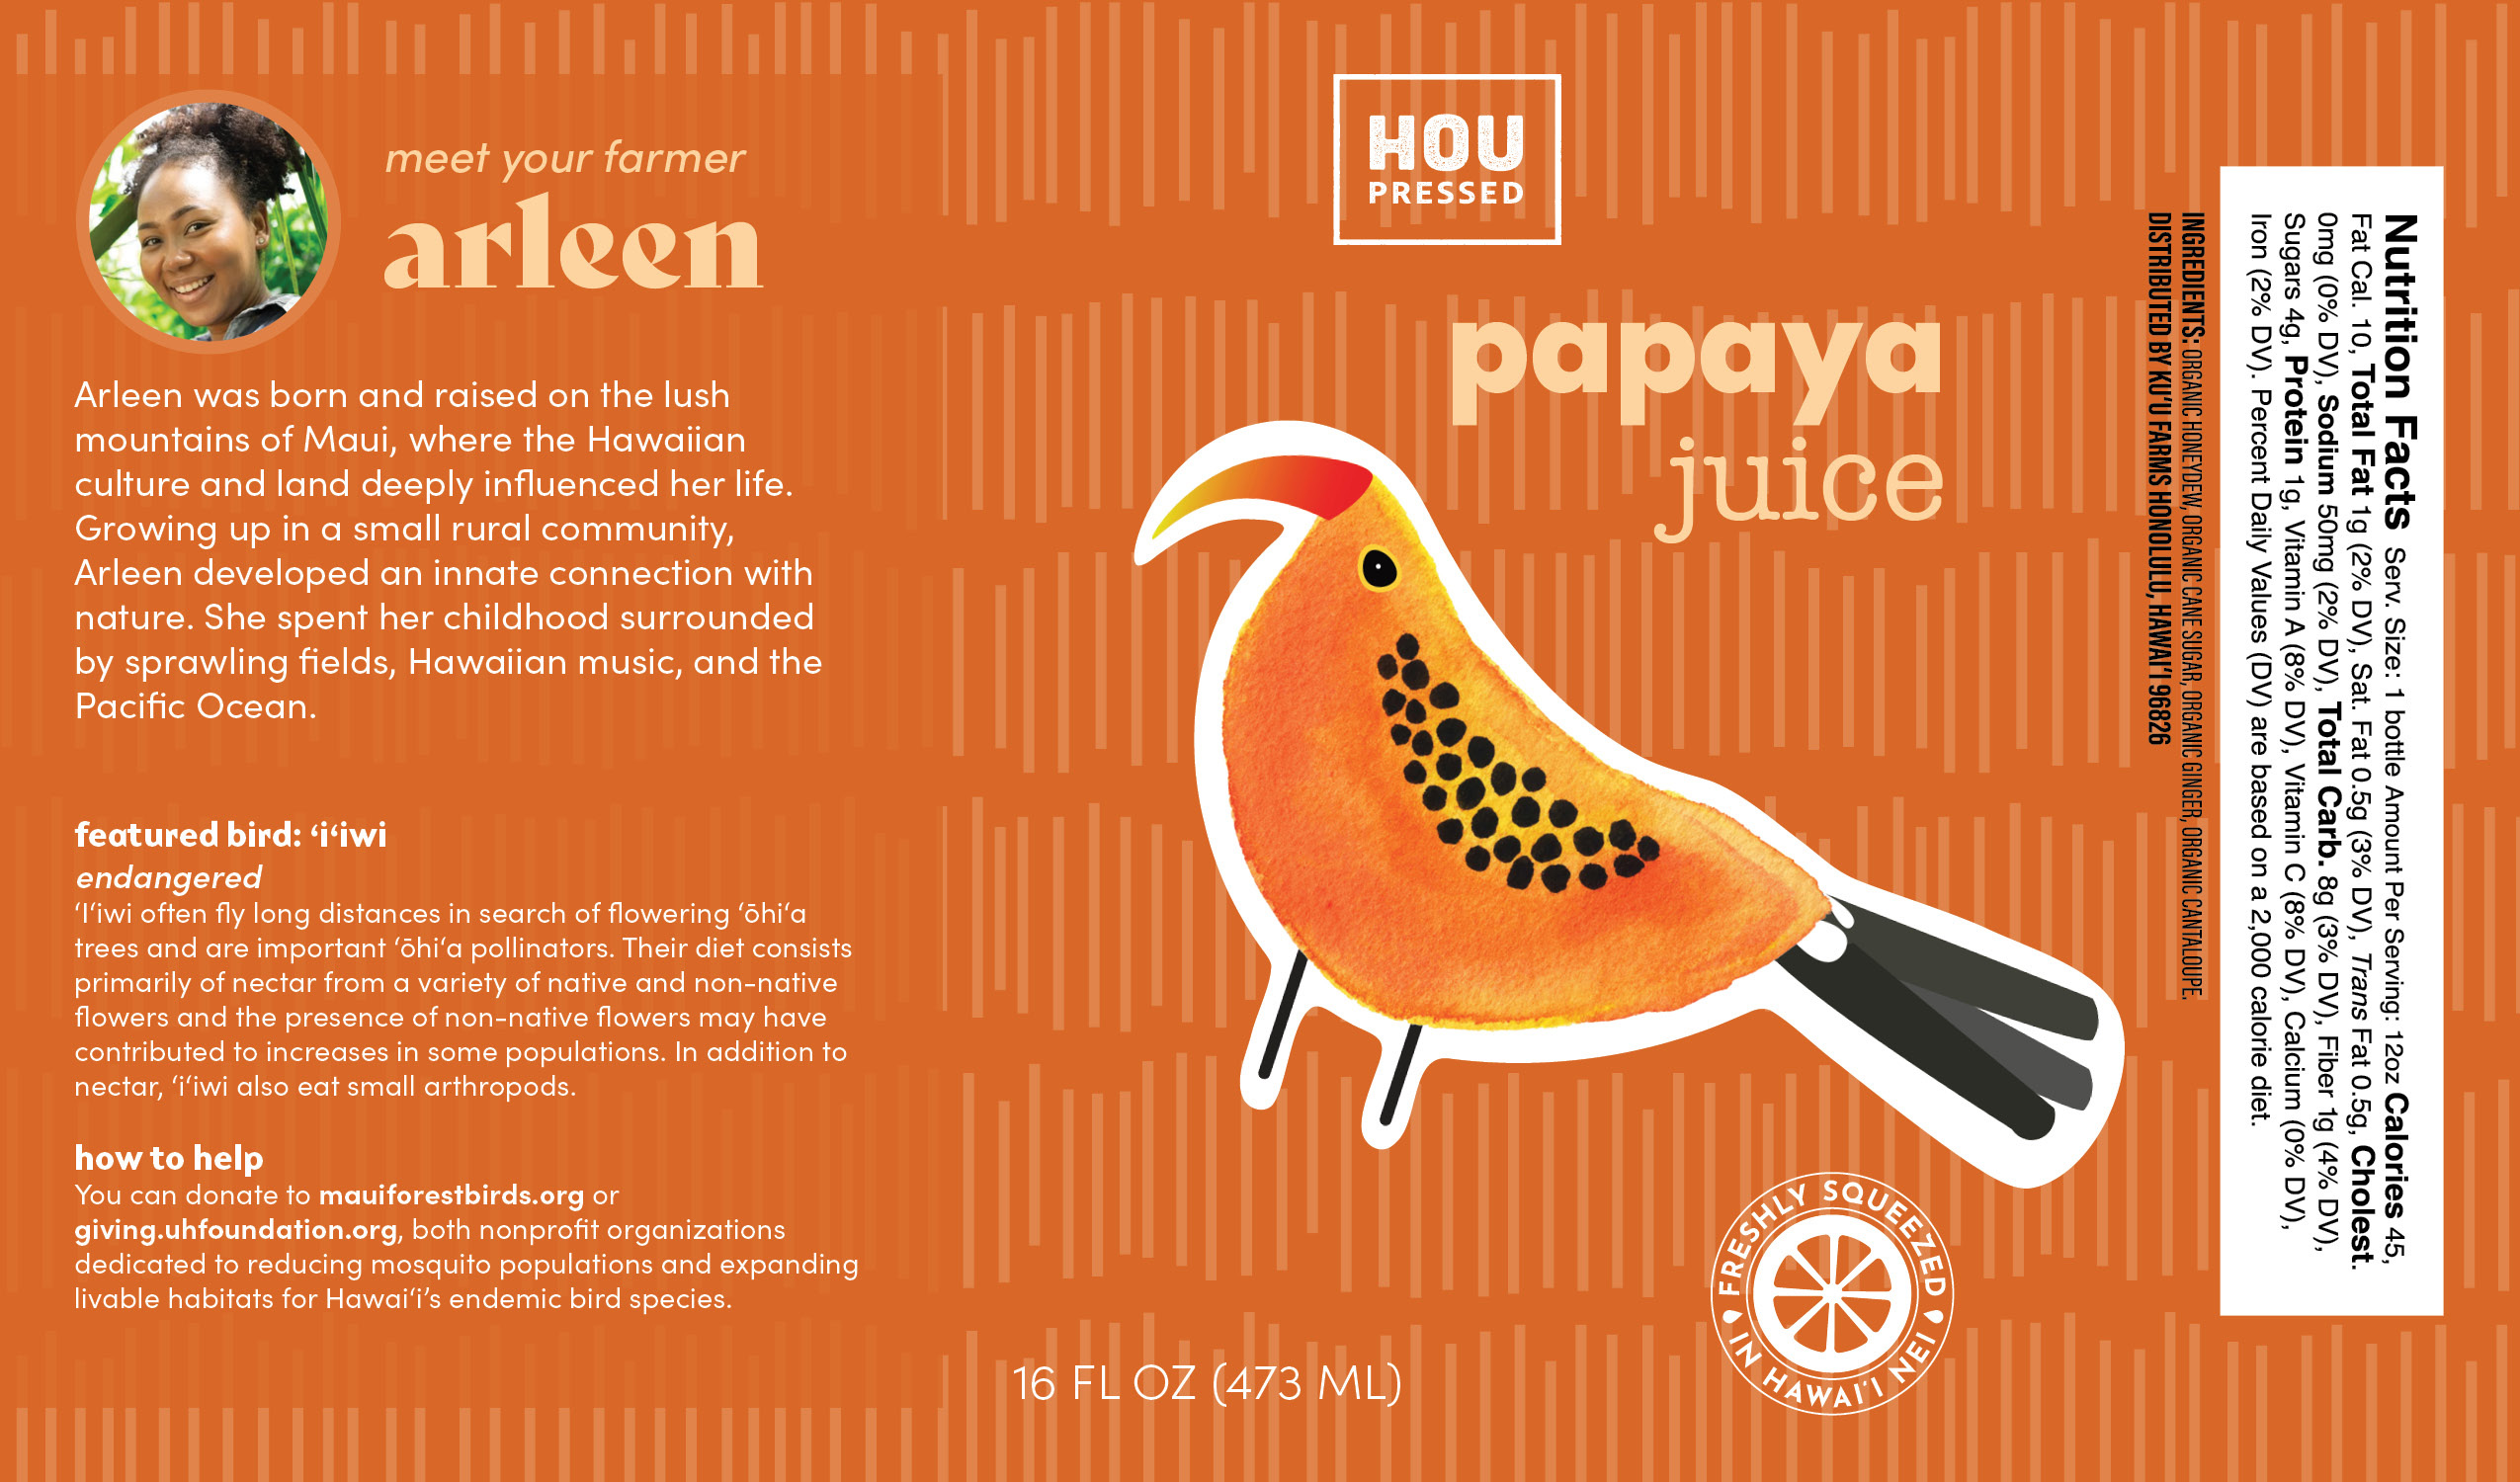 meet your farmer
arleen
Arleen was born and raised on the lush
mountains of Maui, where the Hawaiian
culture and land deeply influenced her life.
Growing up in a small rural community,
Arleen developed an innate connection with
nature. She spent her childhood surrounded
by sprawling fields, Hawaiian music, and the
Pacific Ocean.
featured bird: ‘i‘iwi
endangered
‘I‘iwi often fly long distances in search of flowering ‘ōhi‘a
trees and are important ‘ōhi‘a pollinators. Their diet consists
primarily of nectar from a variety of native and non-native
flowers and the presence of non-native flowers may have
contributed to increases in some populations. In addition to
nectar, ‘i‘iwi also eat small arthropods.
how to help
You can donate to mauiforestbirds.org or
giving.uhfoundation.org, both nonprofit organizations
dedicated to reducing mosquito populations and expanding
livable habitats for Hawai‘i’s endemic bird species.
HOU
PRESSED
papaya
juice
16 FL OZ (473 ML)
FRESHLY SQUEEZED
IN HAWAI‘I NEI
INGREDIENTS: ORGANIC HONEYDEW, ORGANIC CANE SUGAR, ORGANIC GINGER, ORGANIC CANTALOUPE.
DISTRIBUTED BY KU‘U FARMS HONOLULU, HAWAI‘I 96826
Nutrition Facts Serv. Size: 1 bottle Amount Per Serving: 12oz Calories 45,
Fat Cal. 10, Total Fat 1g (2% DV), Sat. Fat 0.5g (3% DV), Trans Fat 0.5g, Cholest.
0mg (0% DV), Sodium 50mg (2% DV), Total Carb. 8g (3% DV), Fiber 1g (4% DV),
Sugars 4g, Protein 1g, Vitamin A (8% DV), Vitamin C (8% DV), Calcium (0% DV),
Iron (2% DV). Percent Daily Values (DV) are based on a 2,000 calorie diet.